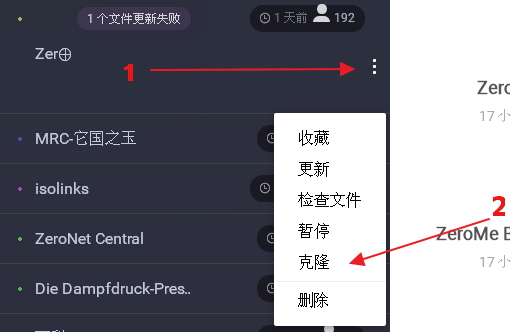 1 个文件更新失败
1 天前
192
Zer⊕
1
Zero
17 小
收藏
MRC-它国之玉
更新
isolinks
检查文件
2
暂停
ZeroNet Central
ZeroMe B
克隆
17 小
Die Dampfdruck-Pres..
删除